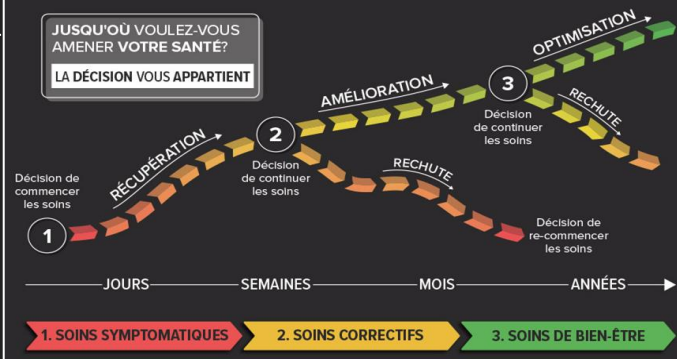 JUSQU'OÙ VOULEZ-VOUS
AMENER VOTRE SANTÉ?
LA DÉCISION VOUS APPARTIENT
OPTIMISATION
3
AMÉLIORATION
RECHUTE
Décision
de continuer
les soins
2
RÉCUPÉRATION
Décision
de continuer
les soins
RECHUTE
Décision de
commencer
les soins
1
Décision de
re-commencer
les soins
JOURS
SEMAINES
MOIS
ANNÉES
1. SOINS SYMPTOMATIQUES
2. SOINS CORRECTIFS
3. SOINS DE BIEN-ÊTRE